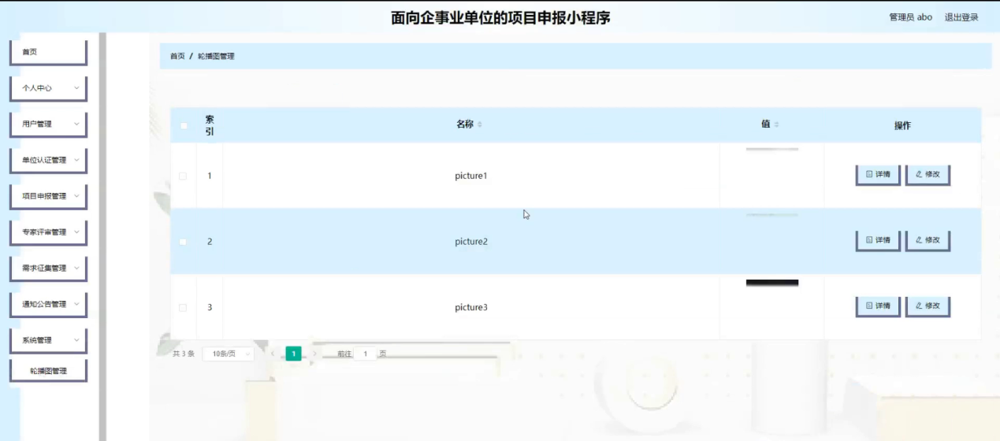 面向企事业单位的项目申报小程序
管理员 abo 退出登录
首页
个人中心
用户管理
单位认证管理
项目申报管理
专家评审管理
需求征集管理
通知公告管理
系统管理
轮播图管理
首页 / 轮播图管理
索引 名称 值 操作
1 picture1 详情 修改
2 picture2 详情 修改
3 picture3 详情 修改
共 3 条 10条/页 1 前往 1 页